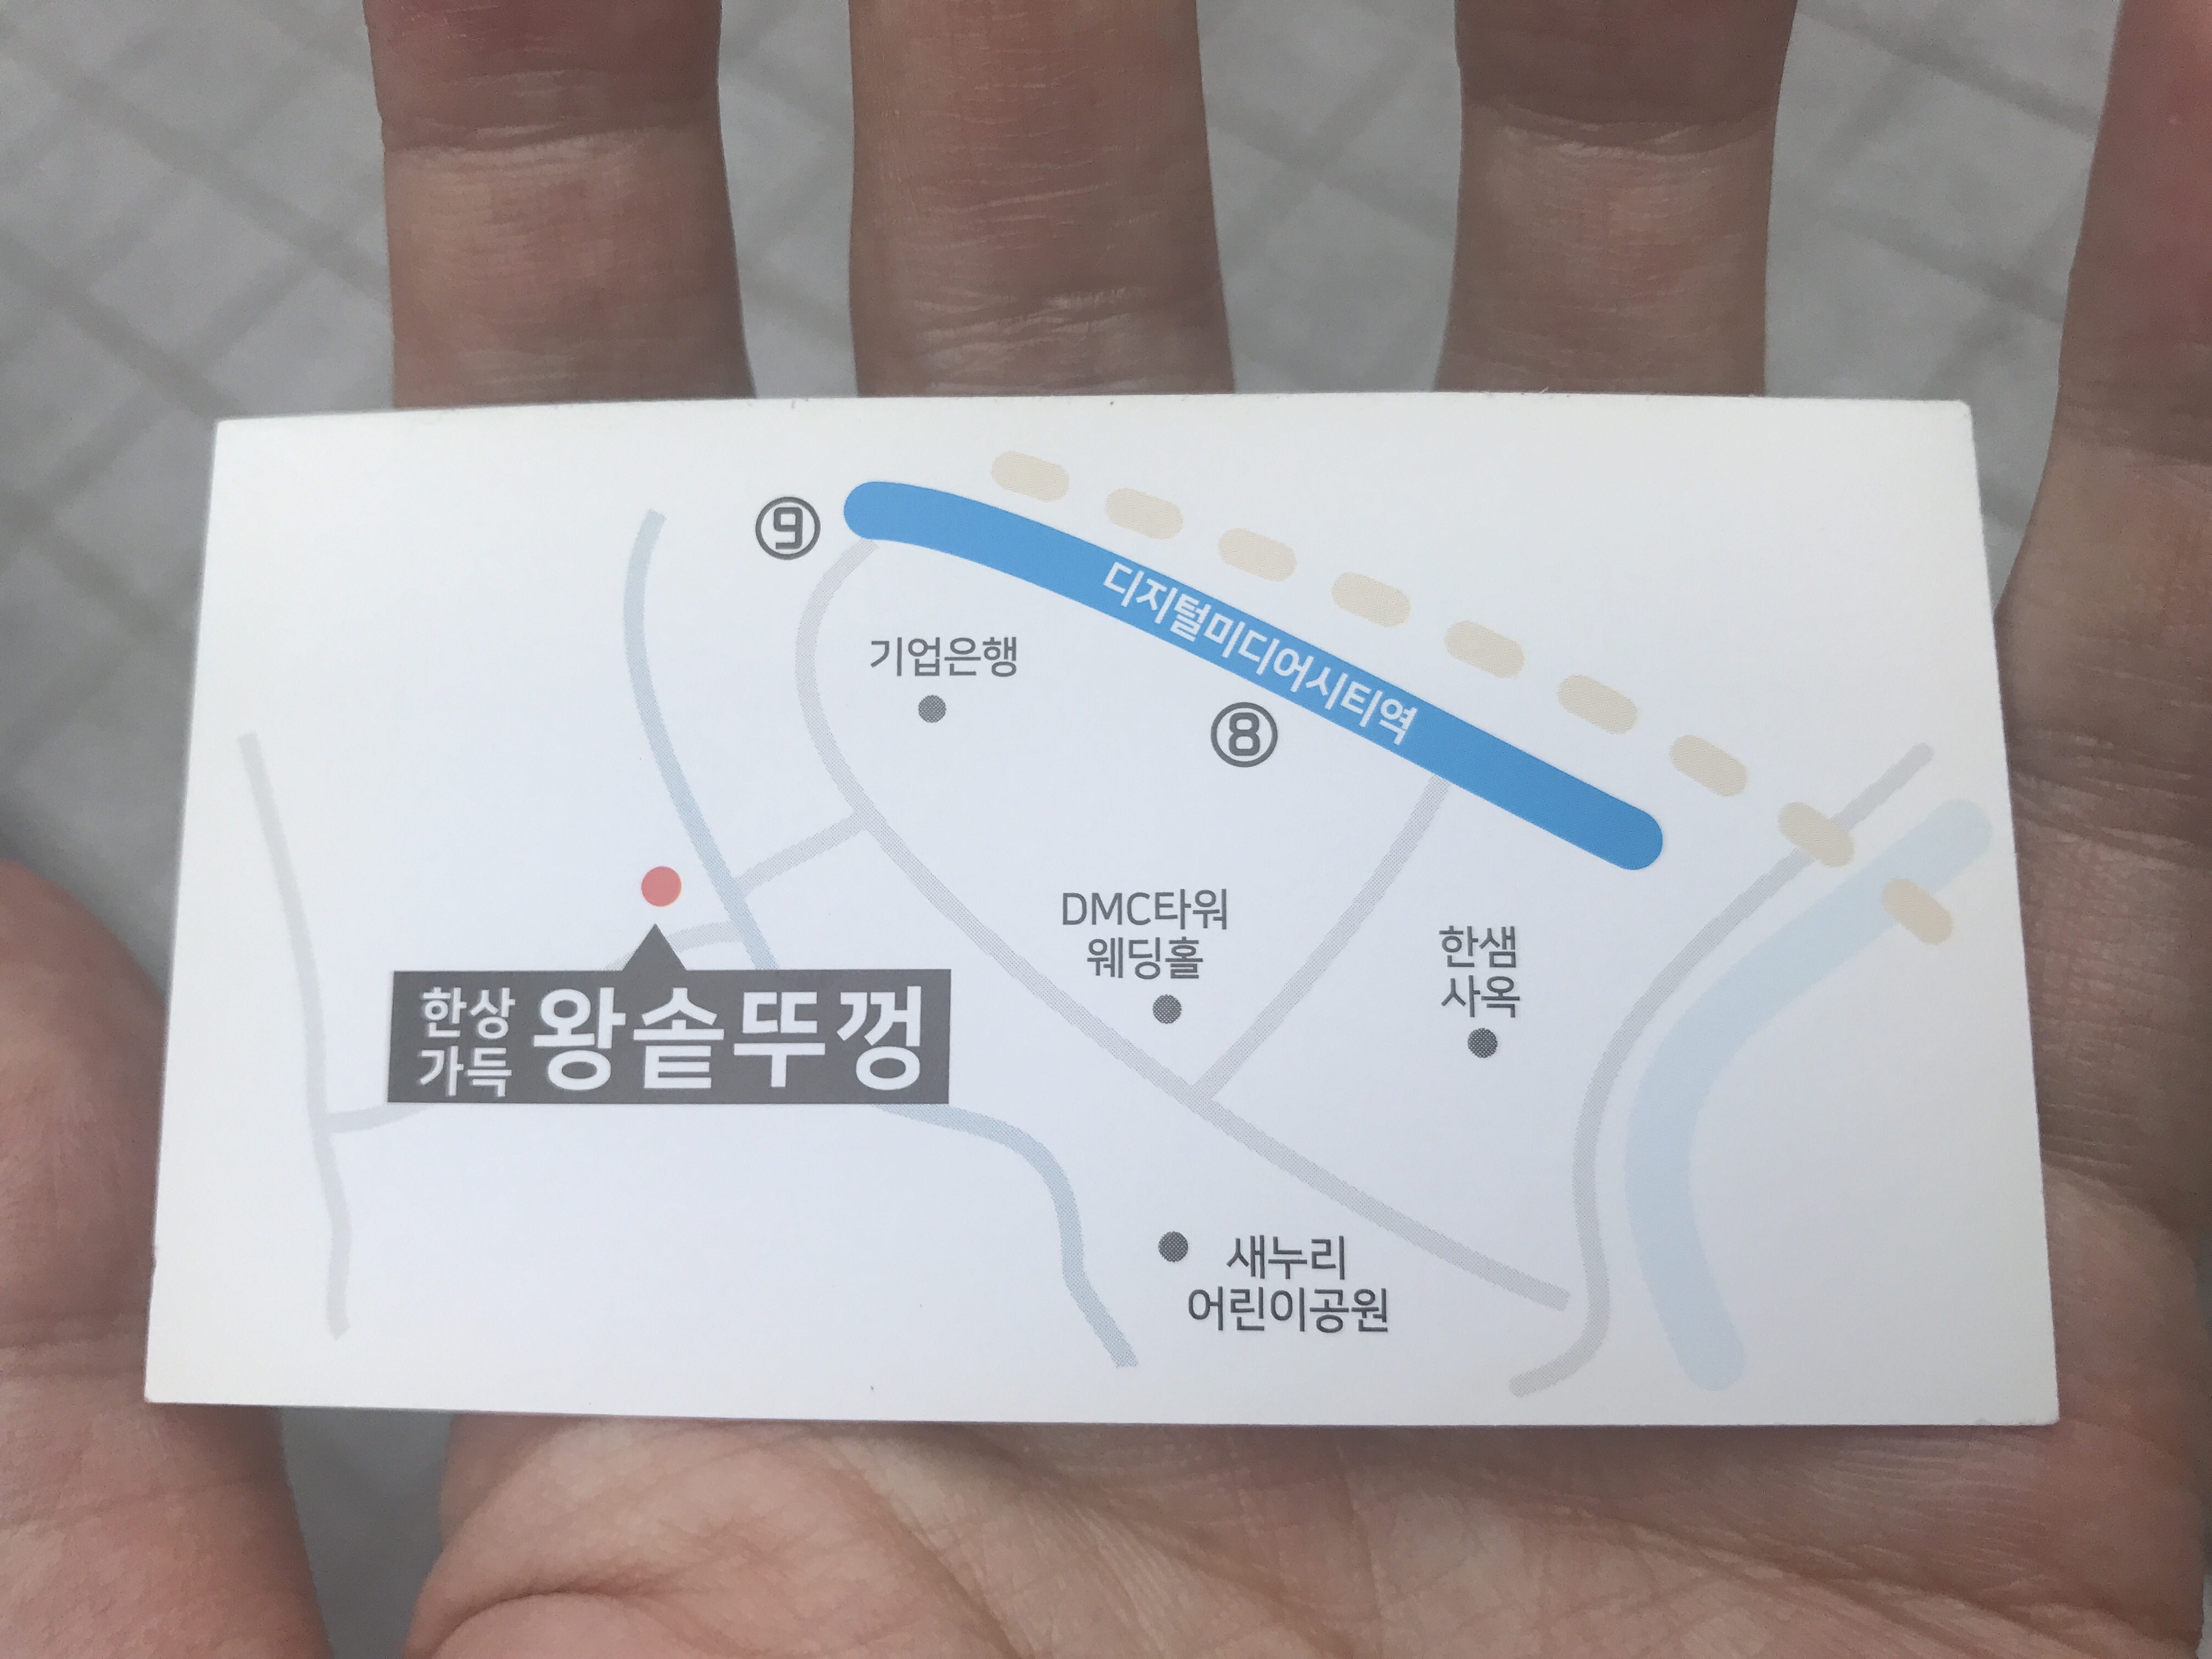 ⑨
디지털미디어시티역
기업은행
⑧
DMC타워
웨딩홀
한샘
사옥
한상
가득
왕솥뚜껑
새누리
어린이공원